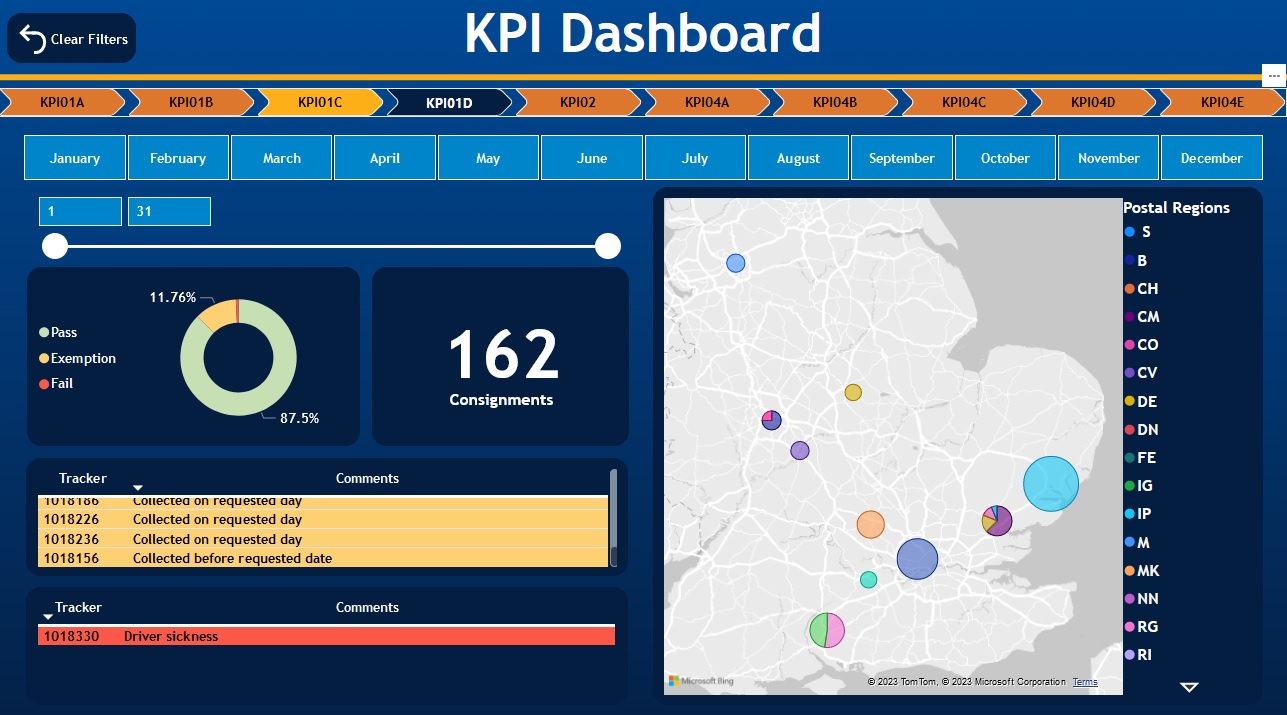 Clear Filters
KPI Dashboard
...
KPI01A KPI01B KPI01C KPI01D KPI02 KPI04A KPI04B KPI04C KPI04D KPI04E
January February March April May June July August September October November December
1 31
11.76%
Pass
Exemption
Fail
87.5%
162
Consignments
Tracker Comments
1018186 Collected on requested day
1018226 Collected on requested day
1018236 Collected on requested day
1018156 Collected before requested date
Tracker Comments
1018330 Driver sickness
Postal Regions
S
B
CH
CM
CO
CV
DE
DN
FE
IG
IP
M
MK
NN
RG
RI
Microsoft Bing
© 2023 TomTom, © 2023 Microsoft Corporation Terms